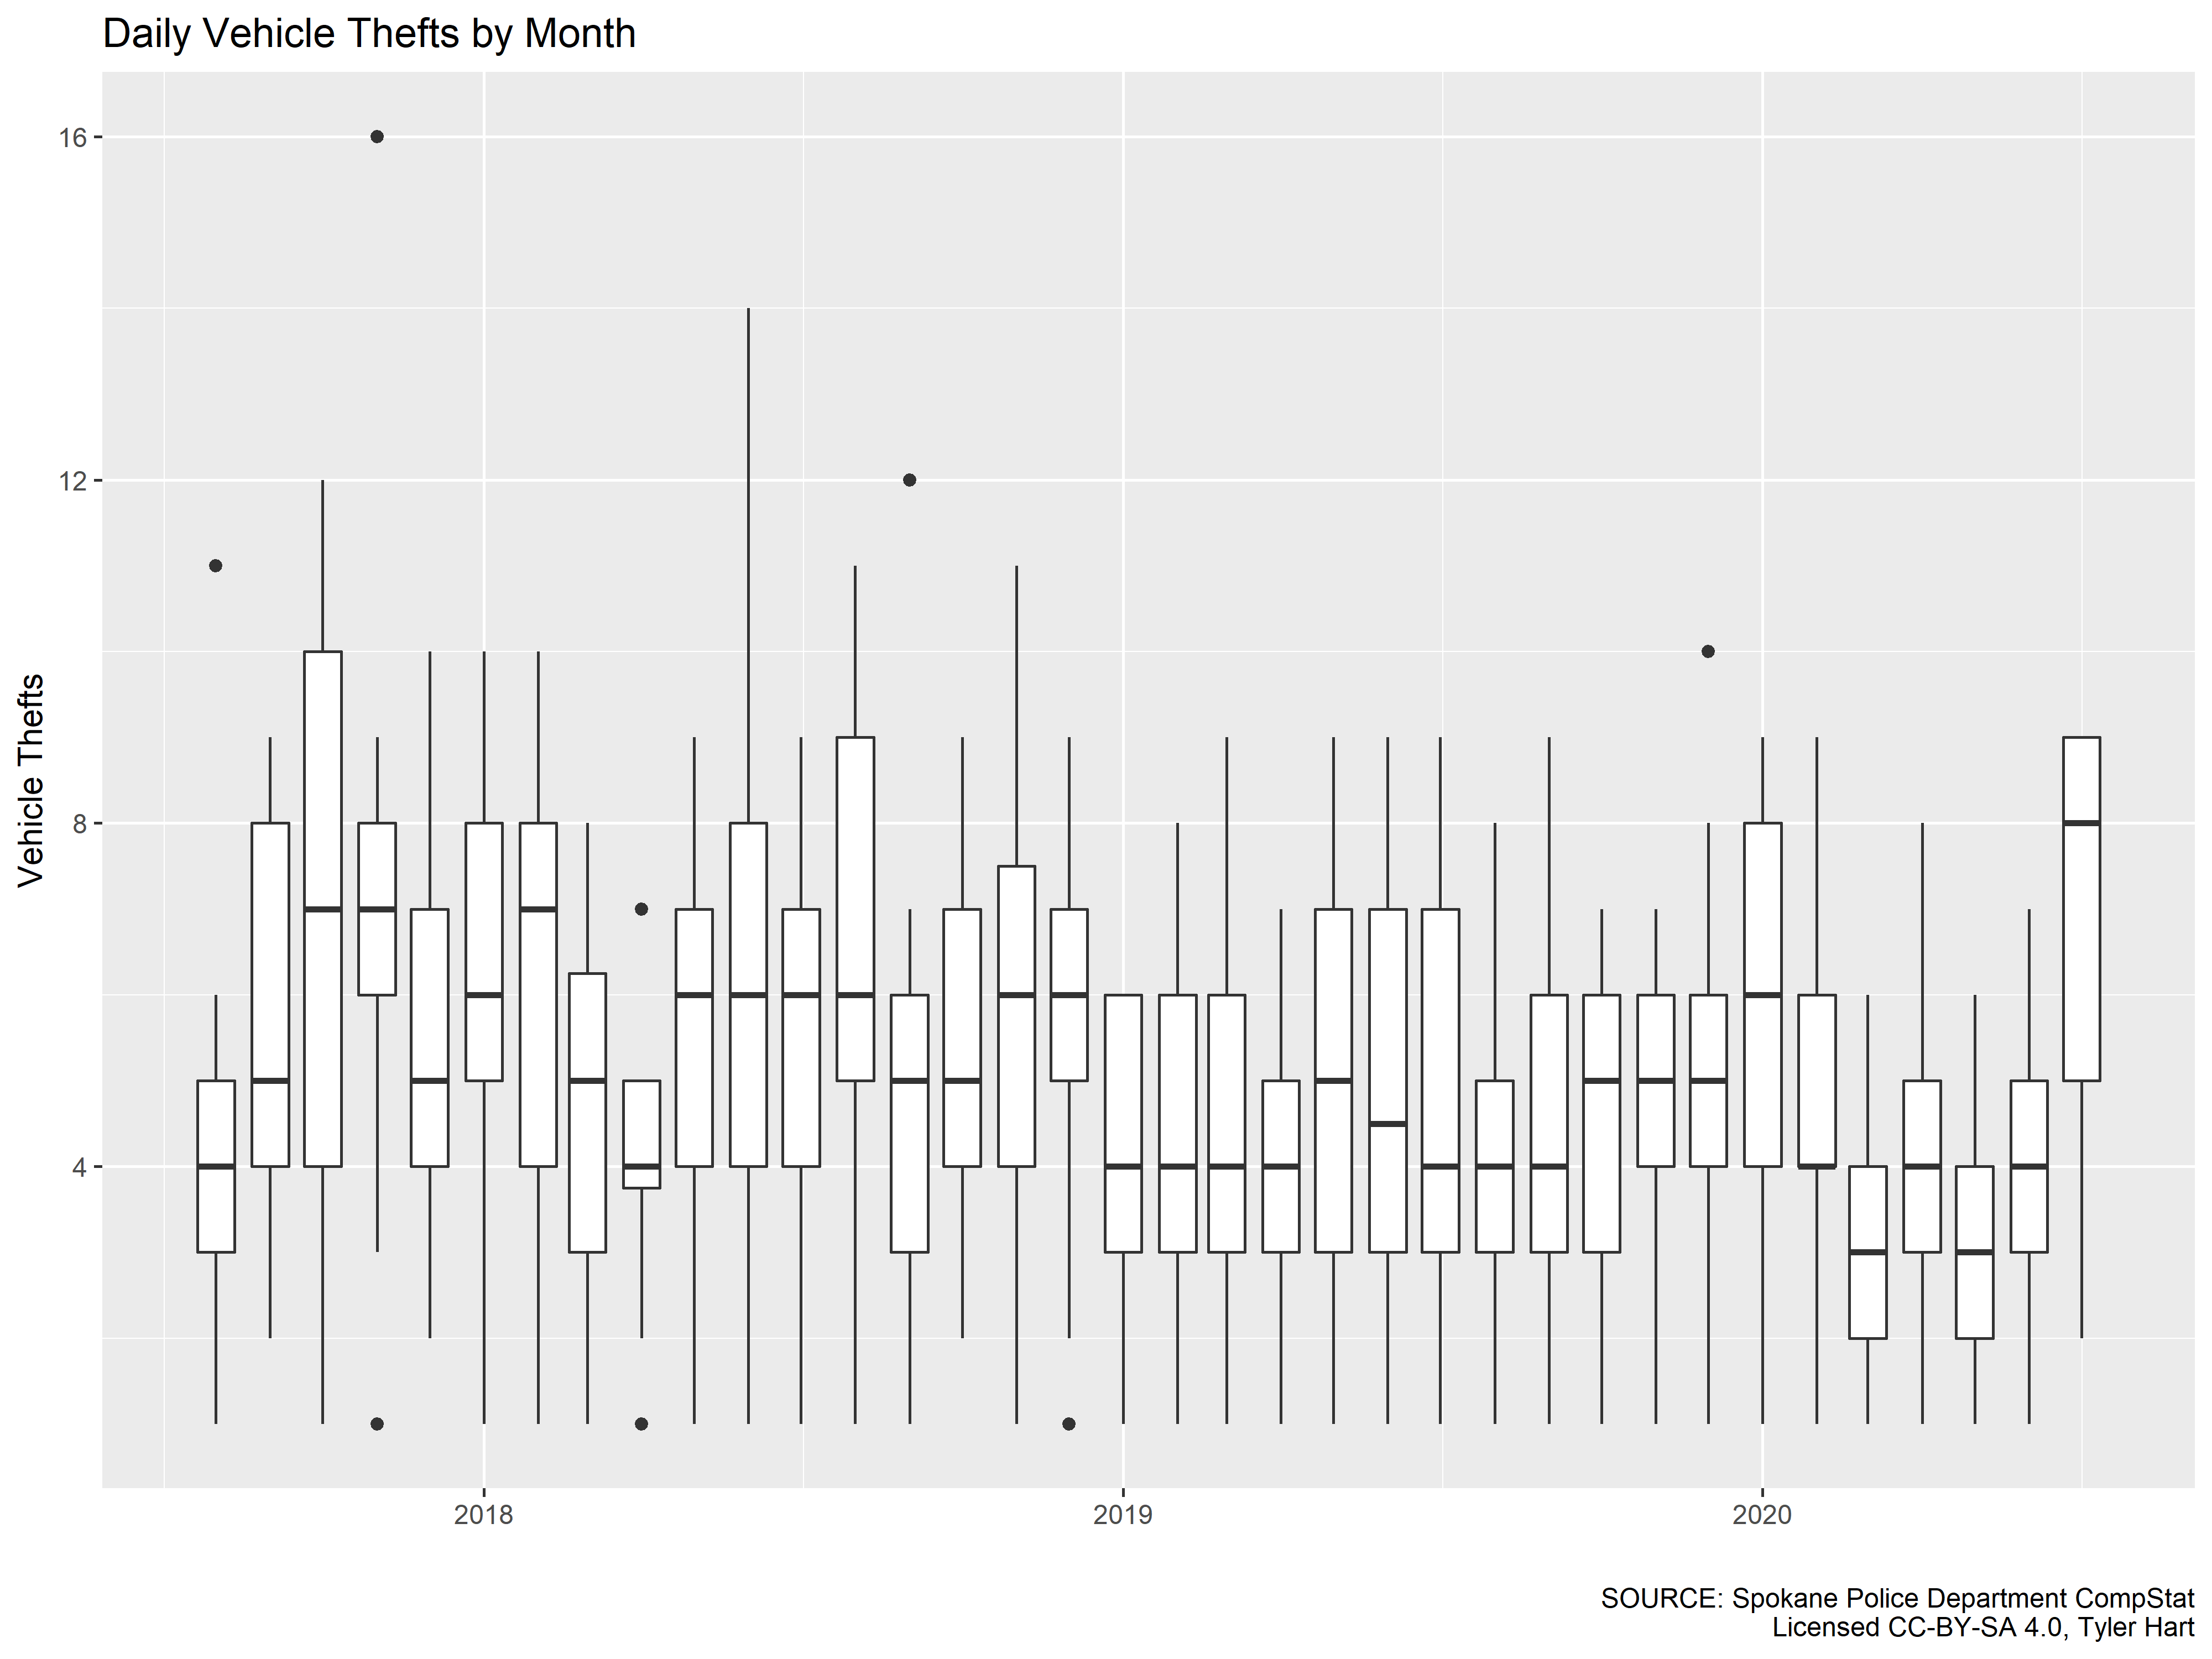 Daily Vehicle Thefts by Month
Vehicle Thefts
16
12
8
4
2018
2019
2020
SOURCE: Spokane Police Department CompStat
Licensed CC-BY-SA 4.0, Tyler Hart